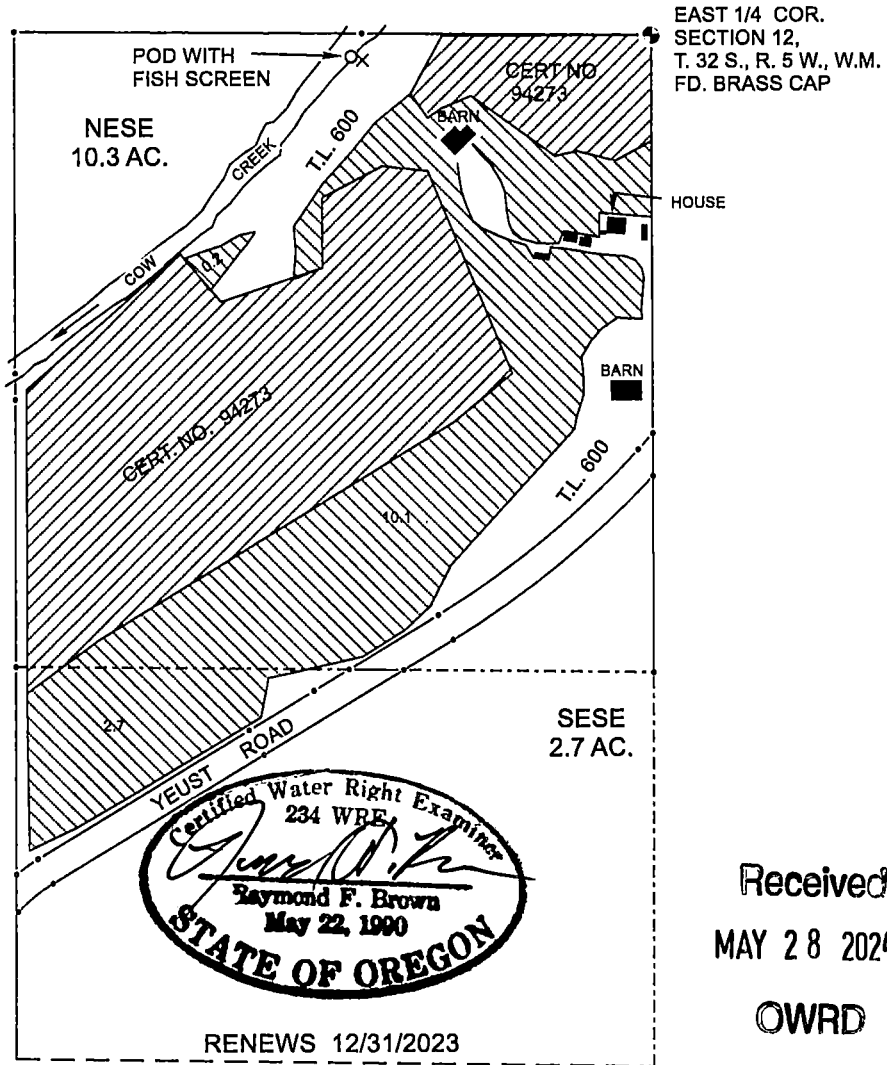 EAST 1/4 COR.
SECTION 12,
T. 32 S., R. 5 W., W.M.
FD. BRASS CAP
POD WITH
FISH SCREEN
CERT NO
94273
NESE
10.3 AC.
BARN
T.L. 600
CREEK
HOUSE
0.2
COW
BARN
CERT. NO. 94273
T.L. 600
10.1
2.7
SESE
2.7 AC.
YEUST ROAD
Certified Water Right Examiner
234 WRE
Raymond F. Brown
May 22, 1990
STATE OF OREGON
Received
MAY 28 202
OWRD
RENEWS 12/31/2023